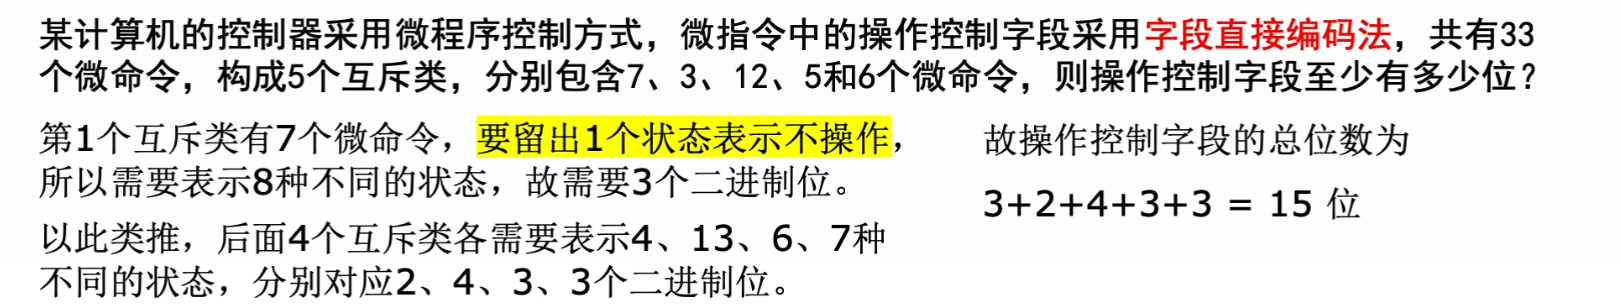 某计算机的控制器采用微程序控制方式，微指令中的操作控制字段采用字段直接编码法，共有33
个微命令，构成5个互斥类，分别包含7、3、12、5和6个微命令，则操作控制字段至少有多少位？
第1个互斥类有7个微命令，要留出1个状态表示不操作，
所以需要表示8种不同的状态，故需要3个二进制位。
以此类推，后面4个互斥类各需要表示4、13、6、7种
不同的状态，分别对应2、4、3、3个二进制位。
故操作控制字段的总位数为
3+2+4+3+3 = 15 位